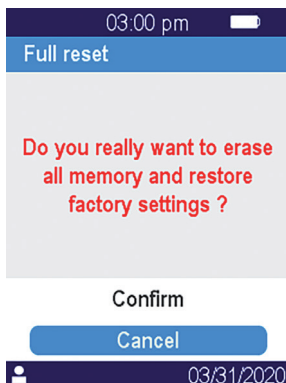 03:00 pm
Full reset
Do you really want to erase
all memory and restore
factory settings ?
Confirm
Cancel
03/31/2020